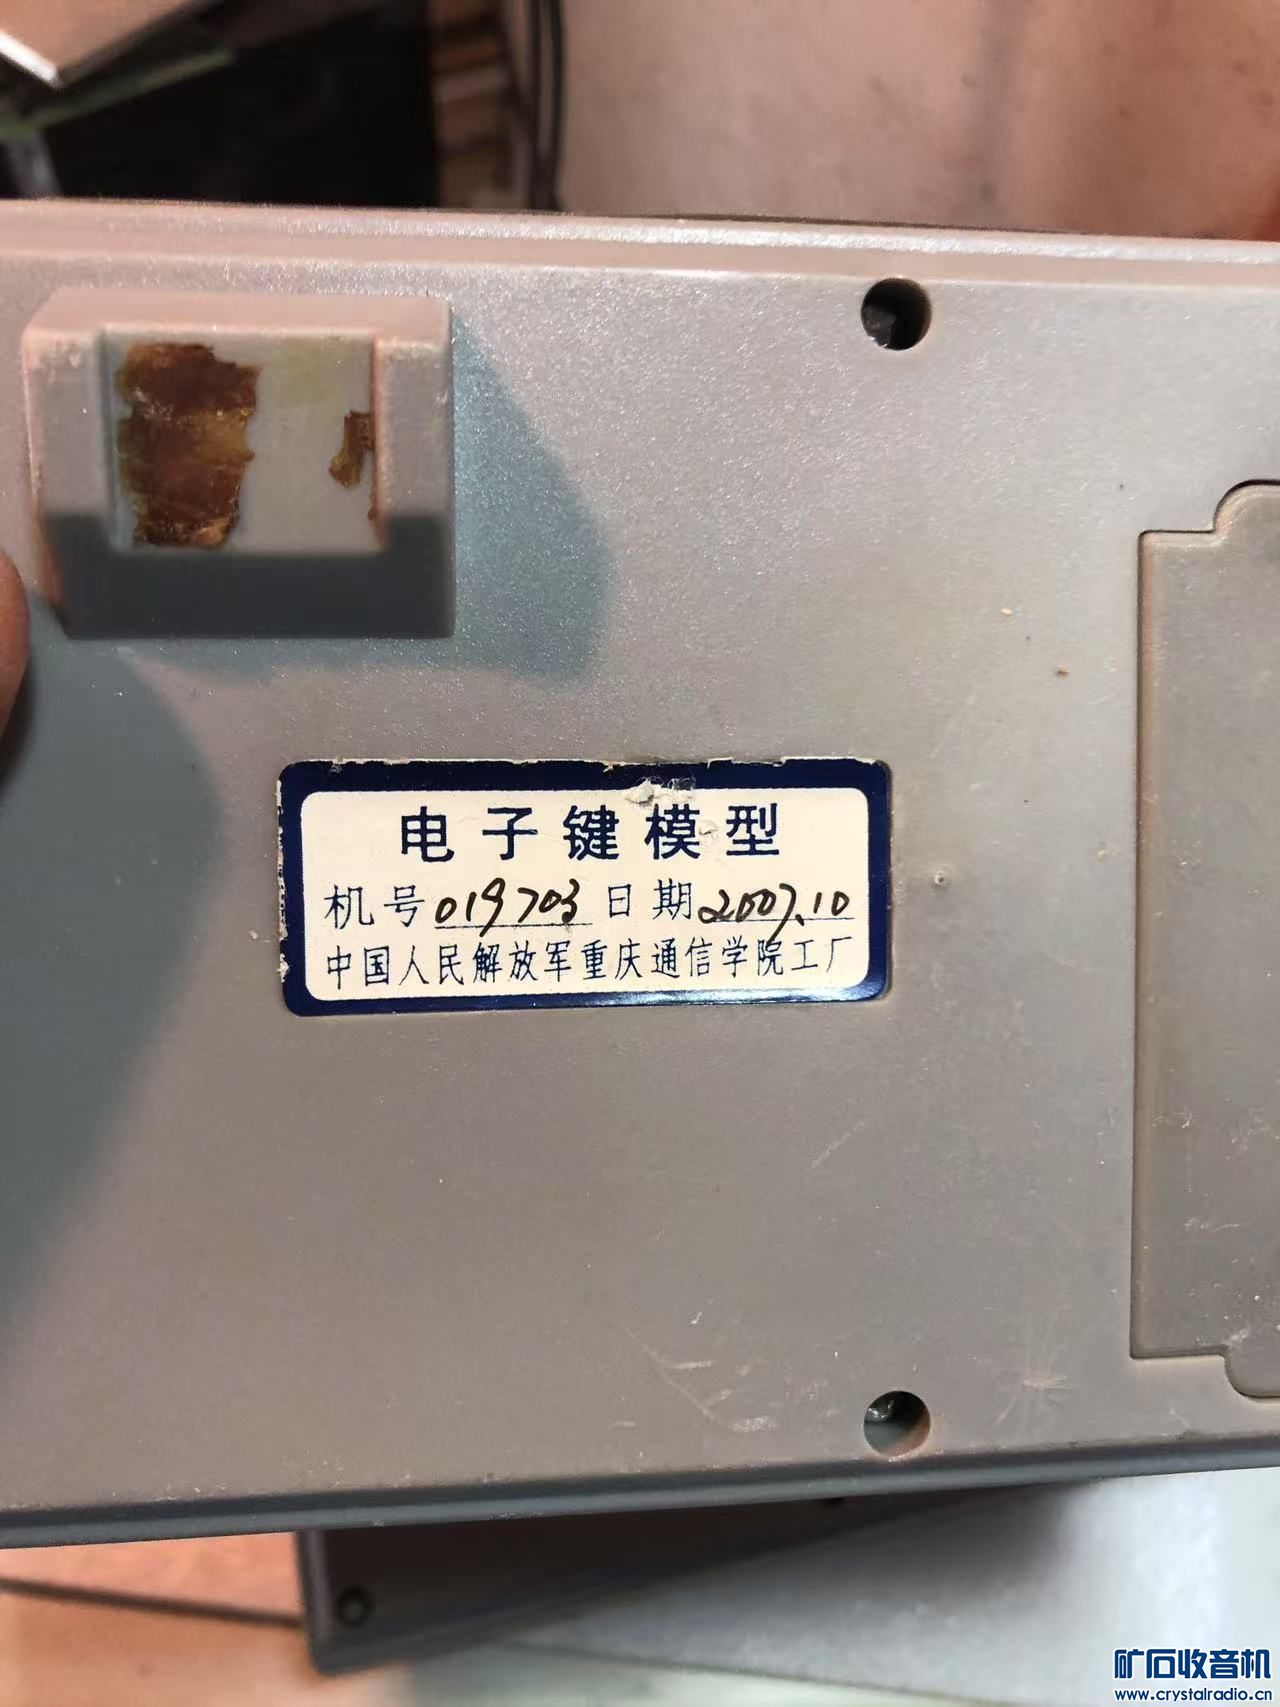 电子键模型
机号019703日期2007.10
中国人民解放军重庆通信学院工厂
矿石收音机
www.crystalradio.cn